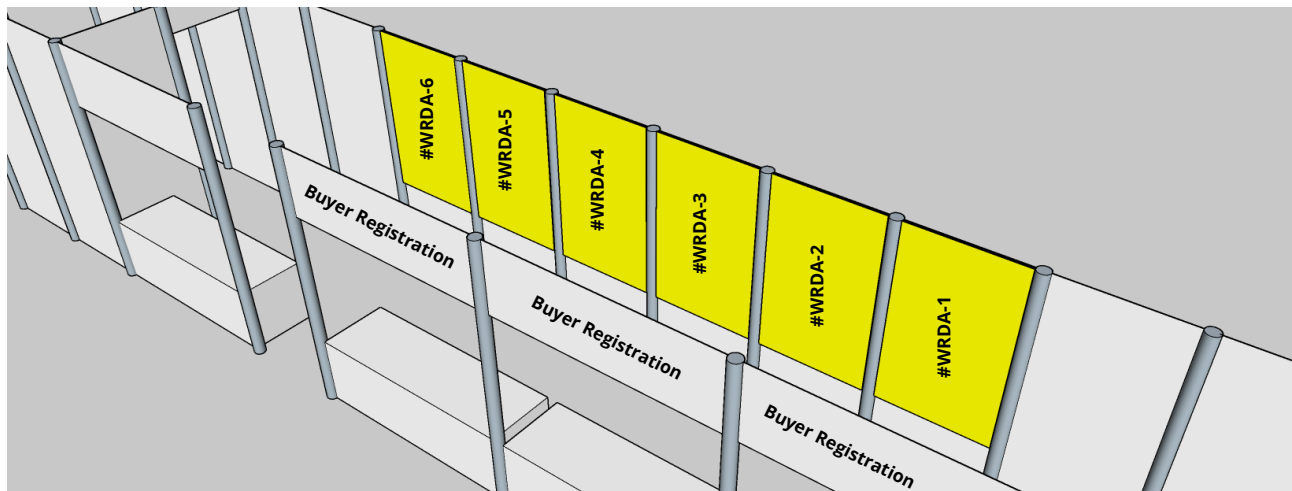 #WRDA-6
#WRDA-5
#WRDA-4
#WRDA-3
#WRDA-2
#WRDA-1
Buyer Registration
Buyer Registration
Buyer Registration